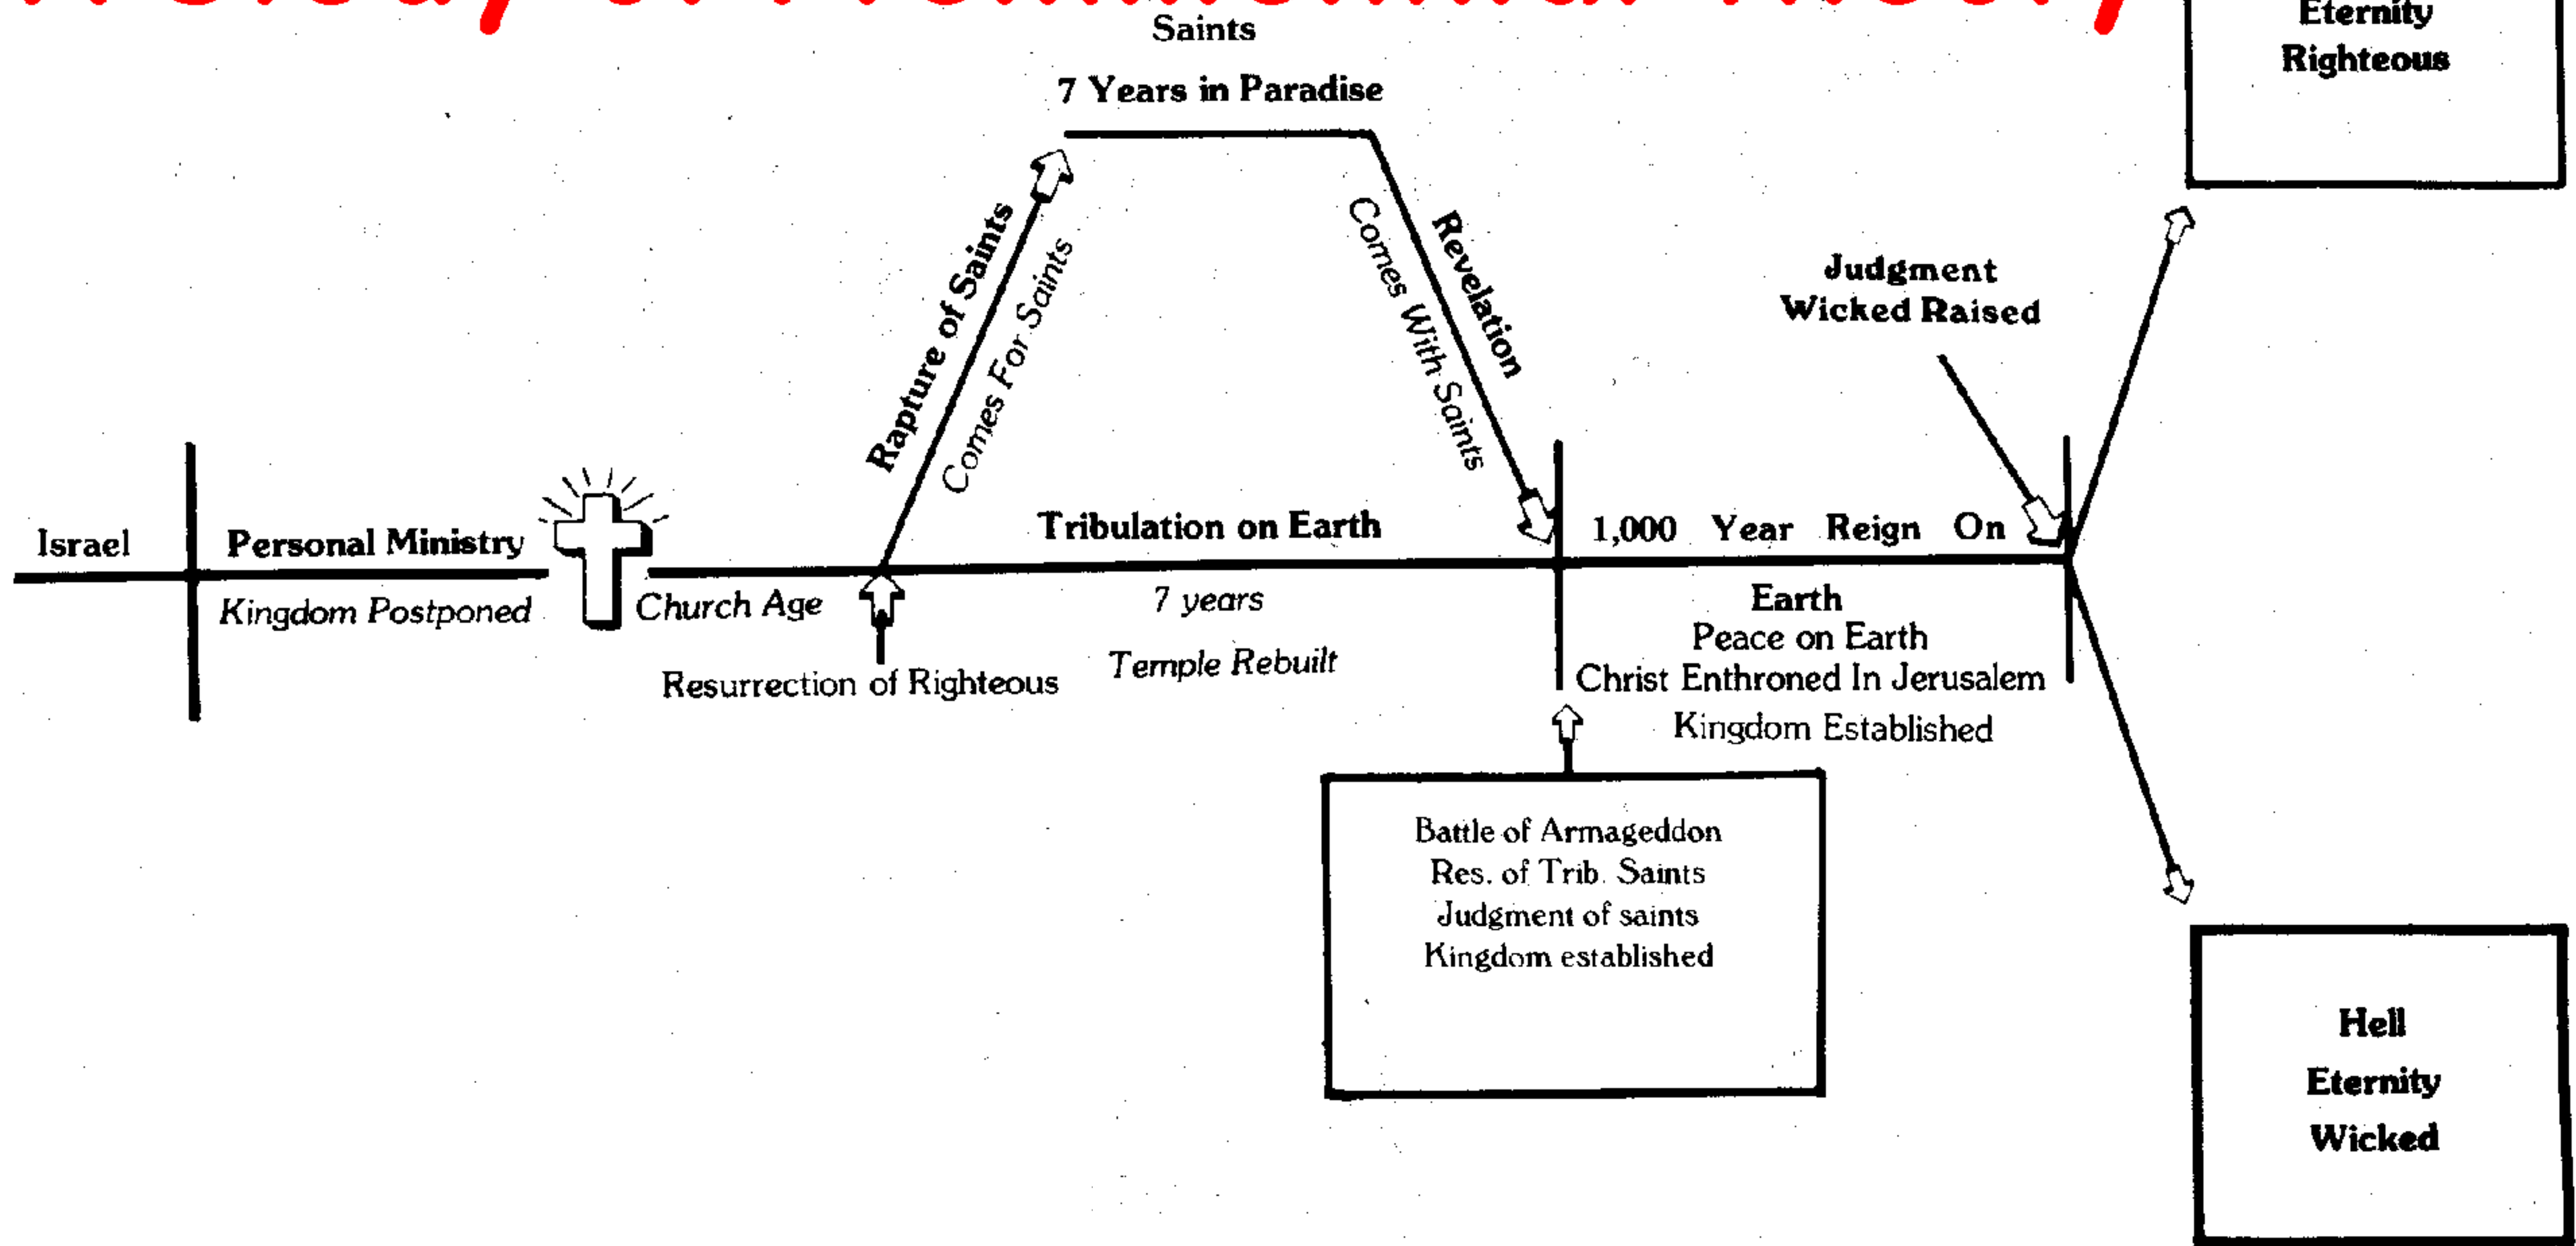 Saints
7 Years in Paradise
Eternity
Righteous
Rapture of Saints
Comes For Saints
Revelation
Comes With Saints
Judgment
Wicked Raised
Israel
Personal Ministry
Kingdom Postponed
Church Age
Resurrection of Righteous
Tribulation on Earth
7 years
Temple Rebuilt
1,000 Year Reign On
Earth
Peace on Earth
Christ Enthroned In Jerusalem
Kingdom Established
Battle of Armageddon
Res. of Trib. Saints
Judgment of saints
Kingdom established
Hell
Eternity
Wicked